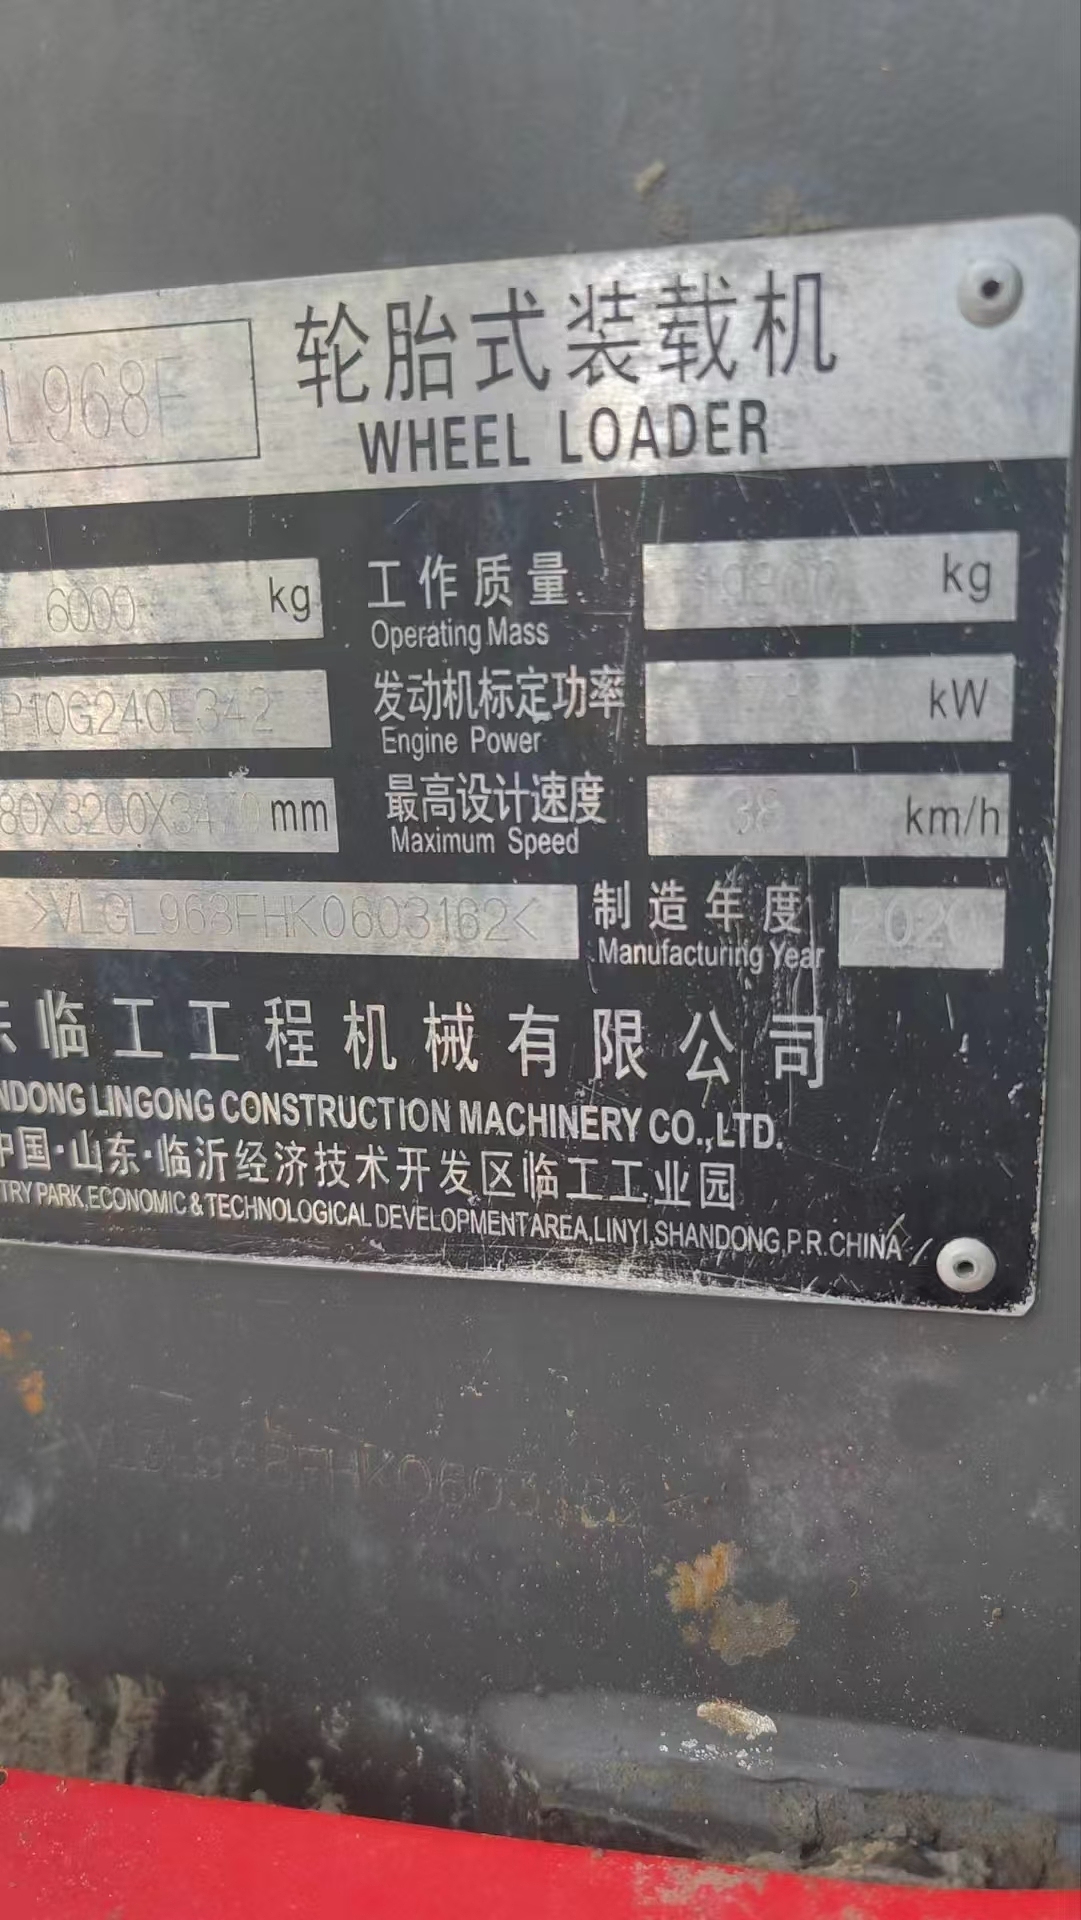 L968F
轮胎式装载机
WHEEL LOADER
6000 kg
工作质量
Operating Mass
kg
P10G240E342
发动机标定功率
Engine Power
kW
mm
最高设计速度
Maximum Speed
38 km/h
>VLGL968FHK0603162<
制造年度
Manufacturing Year
2020
临工工程机械有限公司
NDONG LINGONG CONSTRUCTION MACHINERY CO.,LTD.
中国·山东·临沂经济技术开发区临工工业园
TRY PARK,ECONOMIC & TECHNOLOGICAL DEVELOPMENT AREA,LINYI,SHANDONG,P.R.CHINA